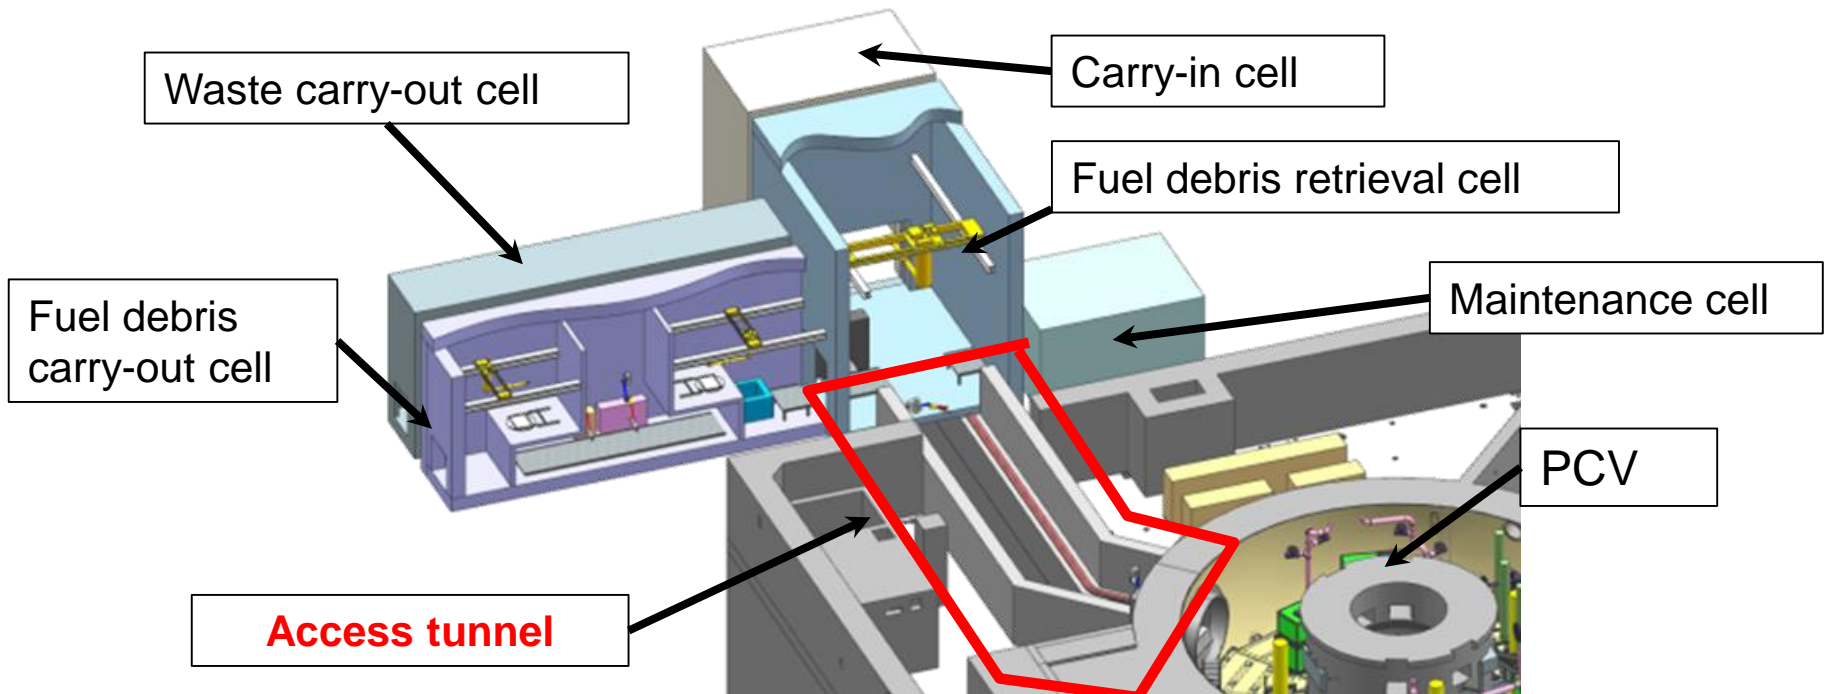 Carry-in cell
Waste carry-out cell
Fuel debris retrieval cell
Maintenance cell
Fuel debris
carry-out cell
PCV
Access tunnel